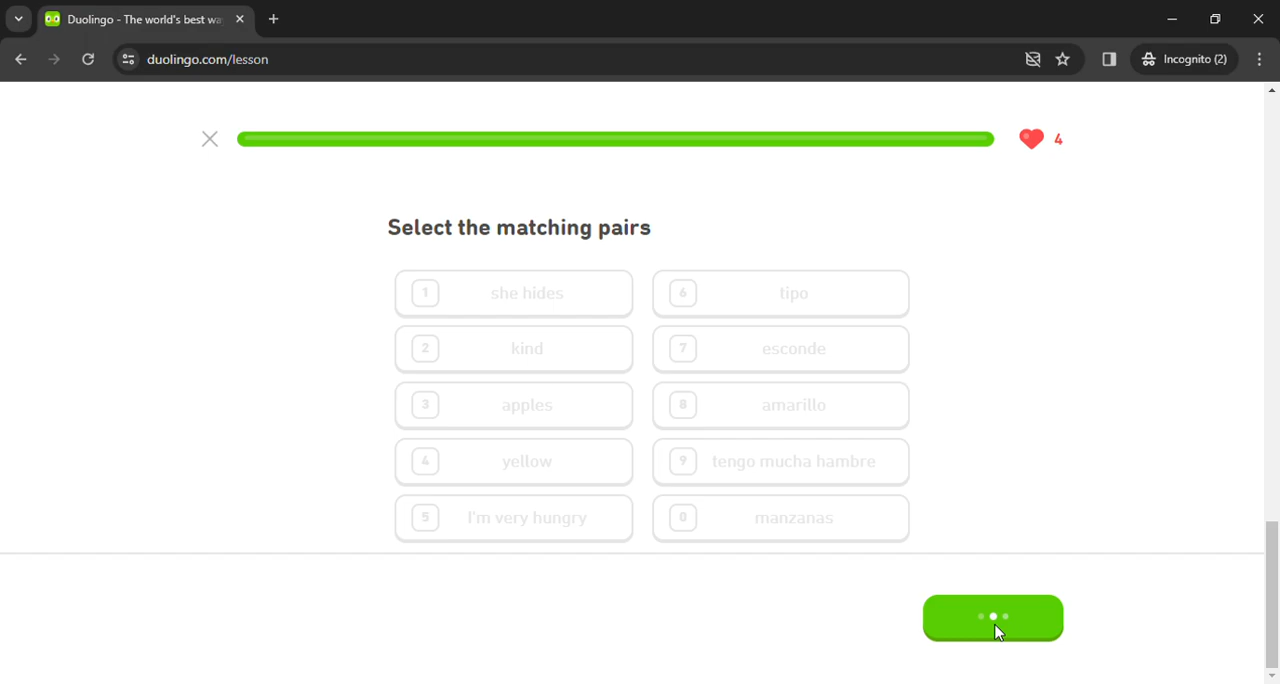 Duolingo - The world's best wa
duolingo.com/lesson
Incognito (2)
4
Select the matching pairs
1 she hides
6 tipo
2 kind
7 esconde
3 apples
8 amarillo
4 yellow
9 tengo mucha hambre
5 I'm very hungry
0 manzanas